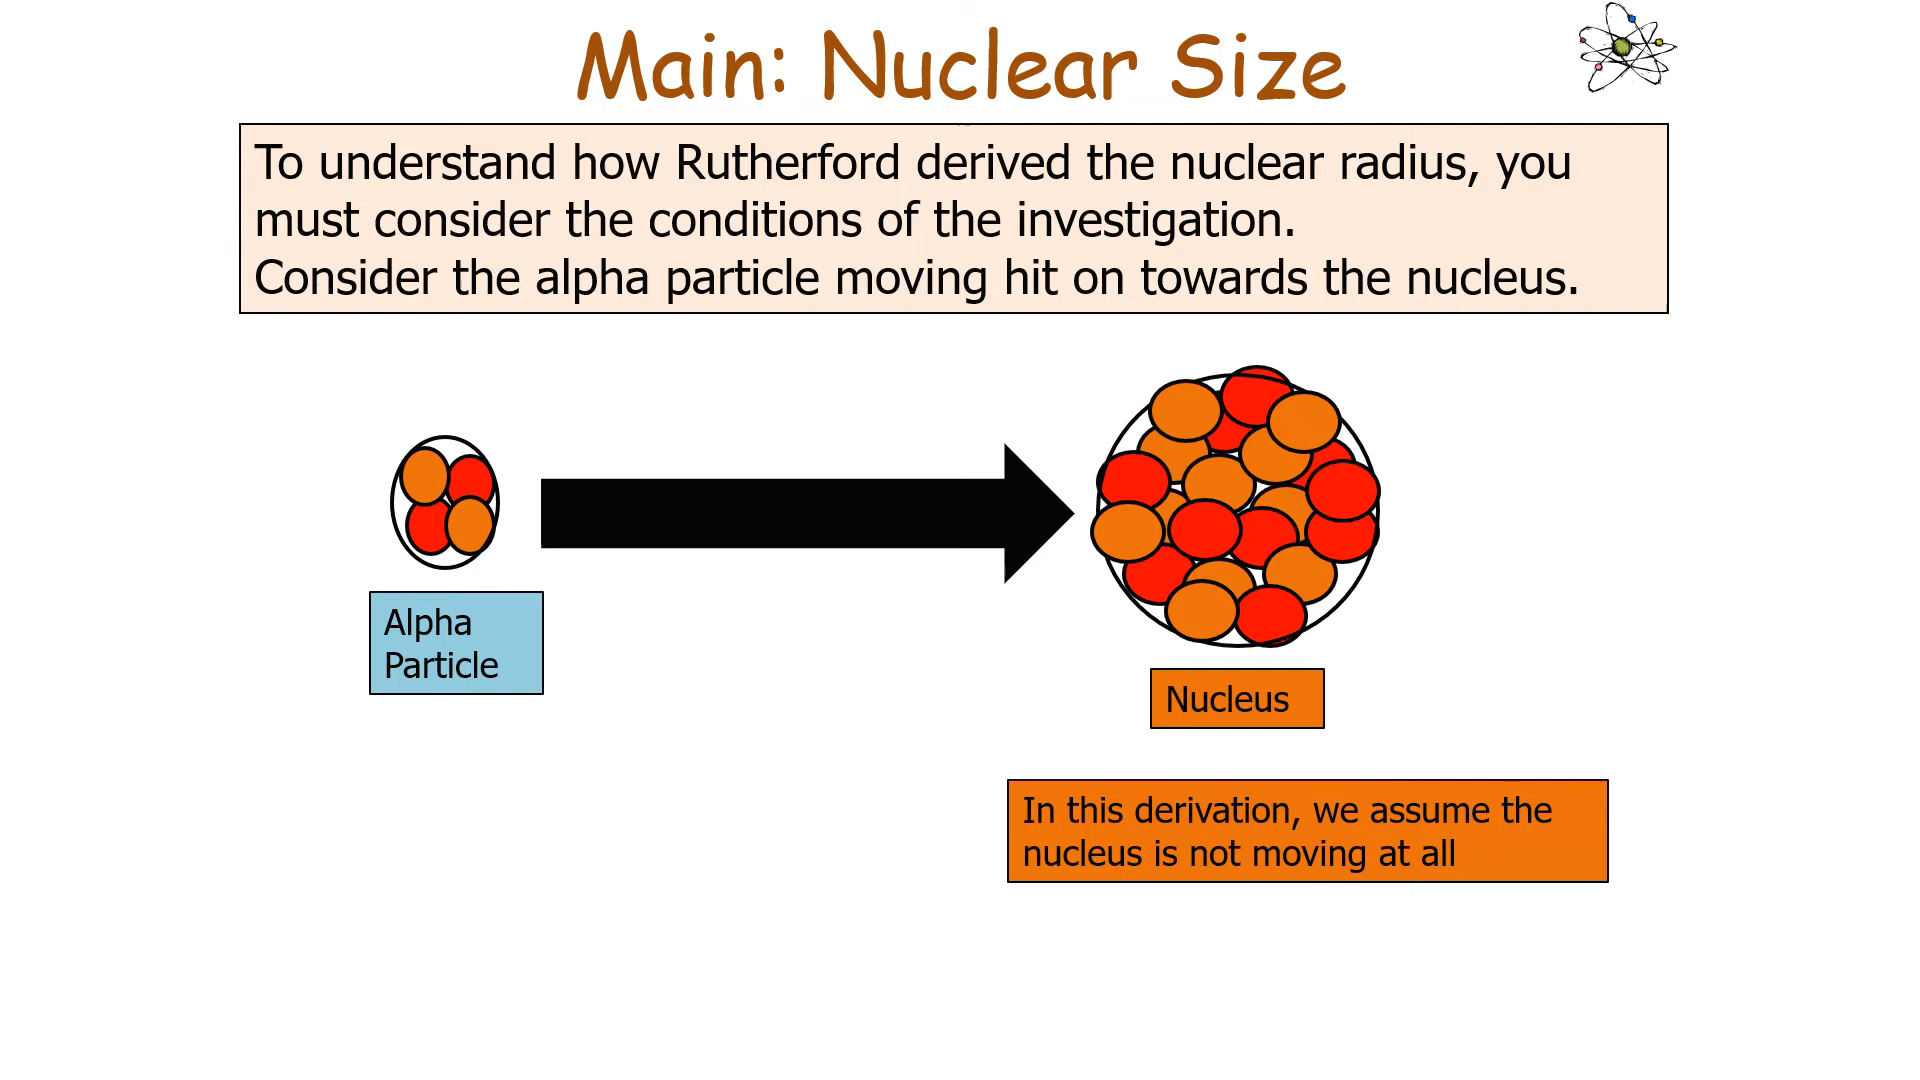 Main: Nuclear Size
To understand how Rutherford derived the nuclear radius, you
must consider the conditions of the investigation.
Consider the alpha particle moving hit on towards the nucleus.
Alpha
Particle
Nucleus
In this derivation, we assume the
nucleus is not moving at all